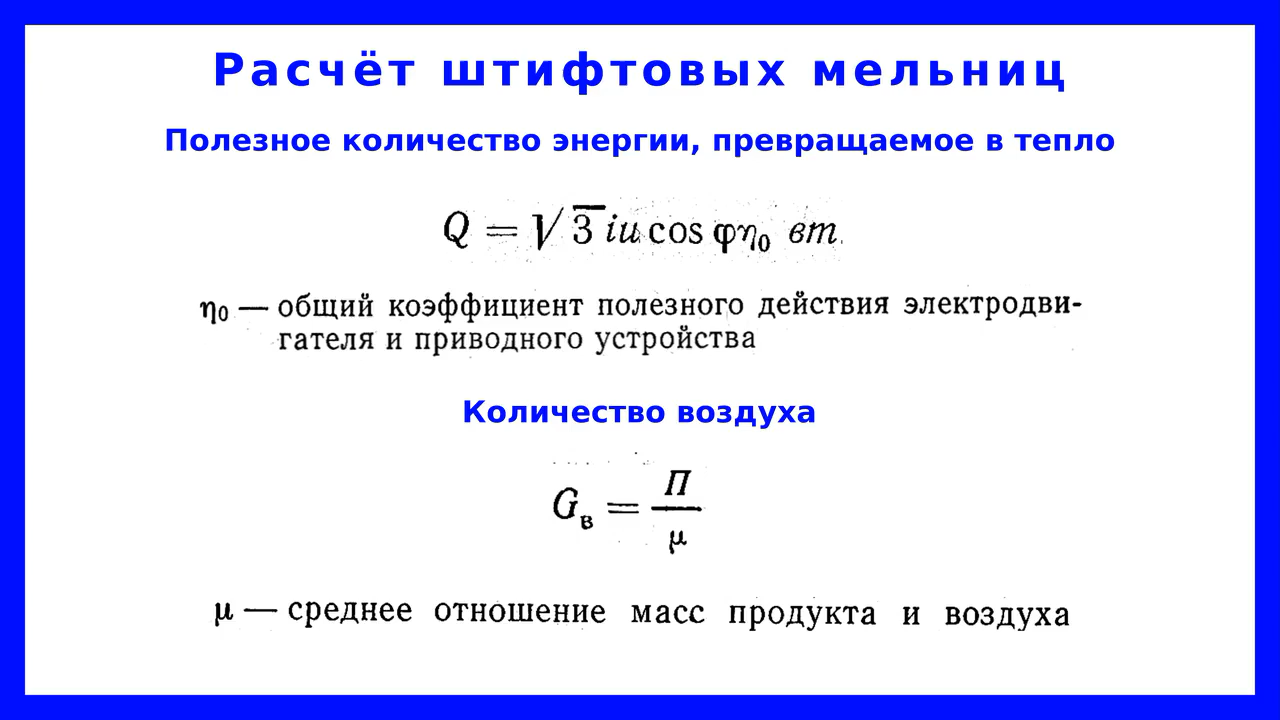 Расчёт штифтовых мельниц
Полезное количество энергии, превращаемое в тепло
Q = √3 iu cos φη₀ вт.
η₀ — общий коэффициент полезного действия электродви-
гателя и приводного устройства
Количество воздуха
Gв = П / μ
μ — среднее отношение масс продукта и воздуха